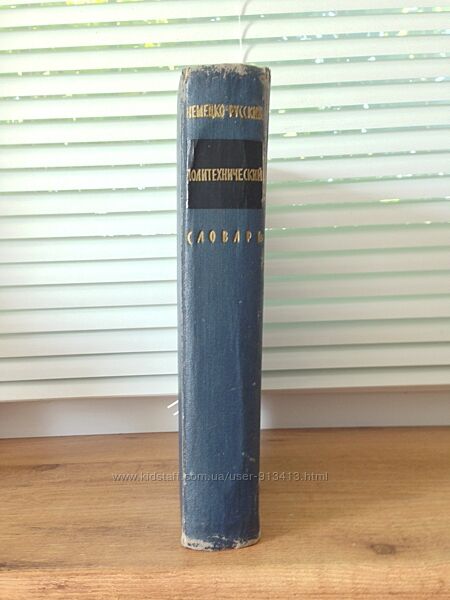 НЕМЕЦКО-РУССКИЙ
ПОЛИТЕХНИЧЕСКИЙ
СЛОВАРЬ
www.kidstaff.com.ua/user-913413.html